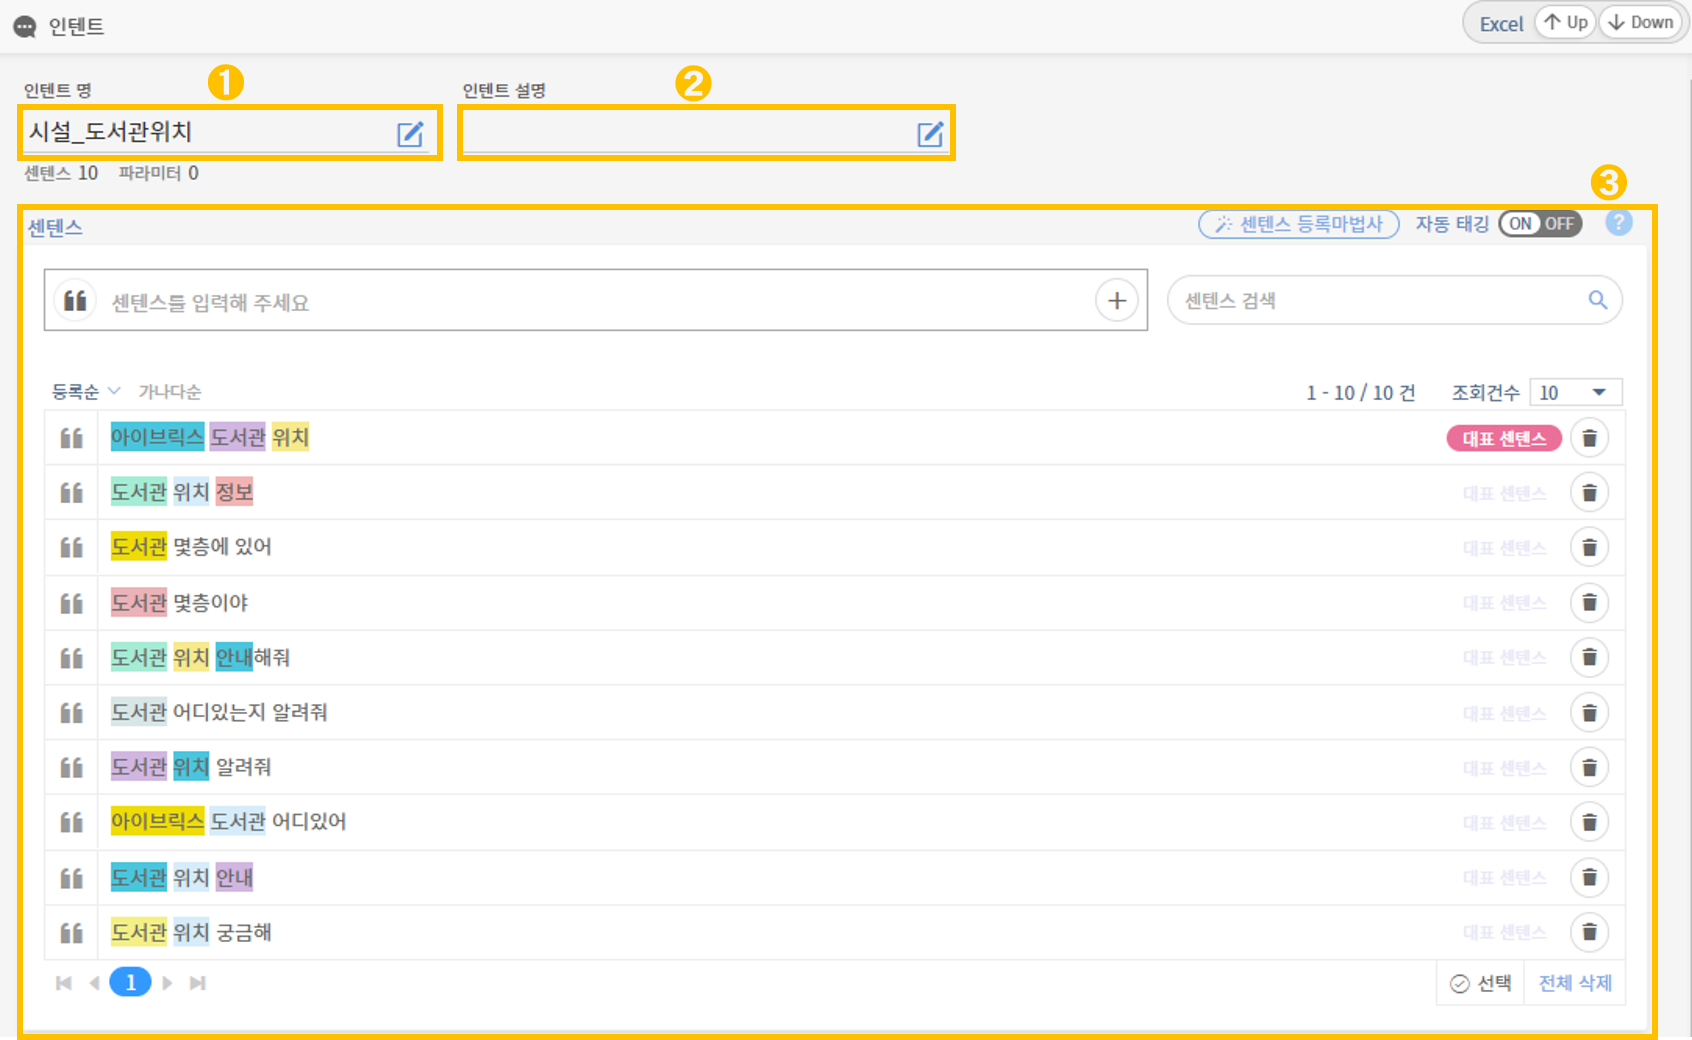 인텐트
Excel Up Down
1 2
인텐트 명 인텐트 설명
시설_도서관위치
센텐스 10 파라미터 0
3
센텐스 센텐스 등록마법사 자동 태깅 ON OFF ?
센텐스를 입력해 주세요 + 센텐스 검색
등록순 가나다순 1 - 10 / 10 건 조회건수 10
아이브릭스 도서관 위치 대표 센텐스
도서관 위치 정보 대표 센텐스
도서관 몇층에 있어 대표 센텐스
도서관 몇층이야 대표 센텐스
도서관 위치 안내해줘 대표 센텐스
도서관 어디있는지 알려줘 대표 센텐스
도서관 위치 알려줘 대표 센텐스
아이브릭스 도서관 어디있어 대표 센텐스
도서관 위치 안내 대표 센텐스
도서관 위치 궁금해 대표 센텐스
1 선택 전체 삭제